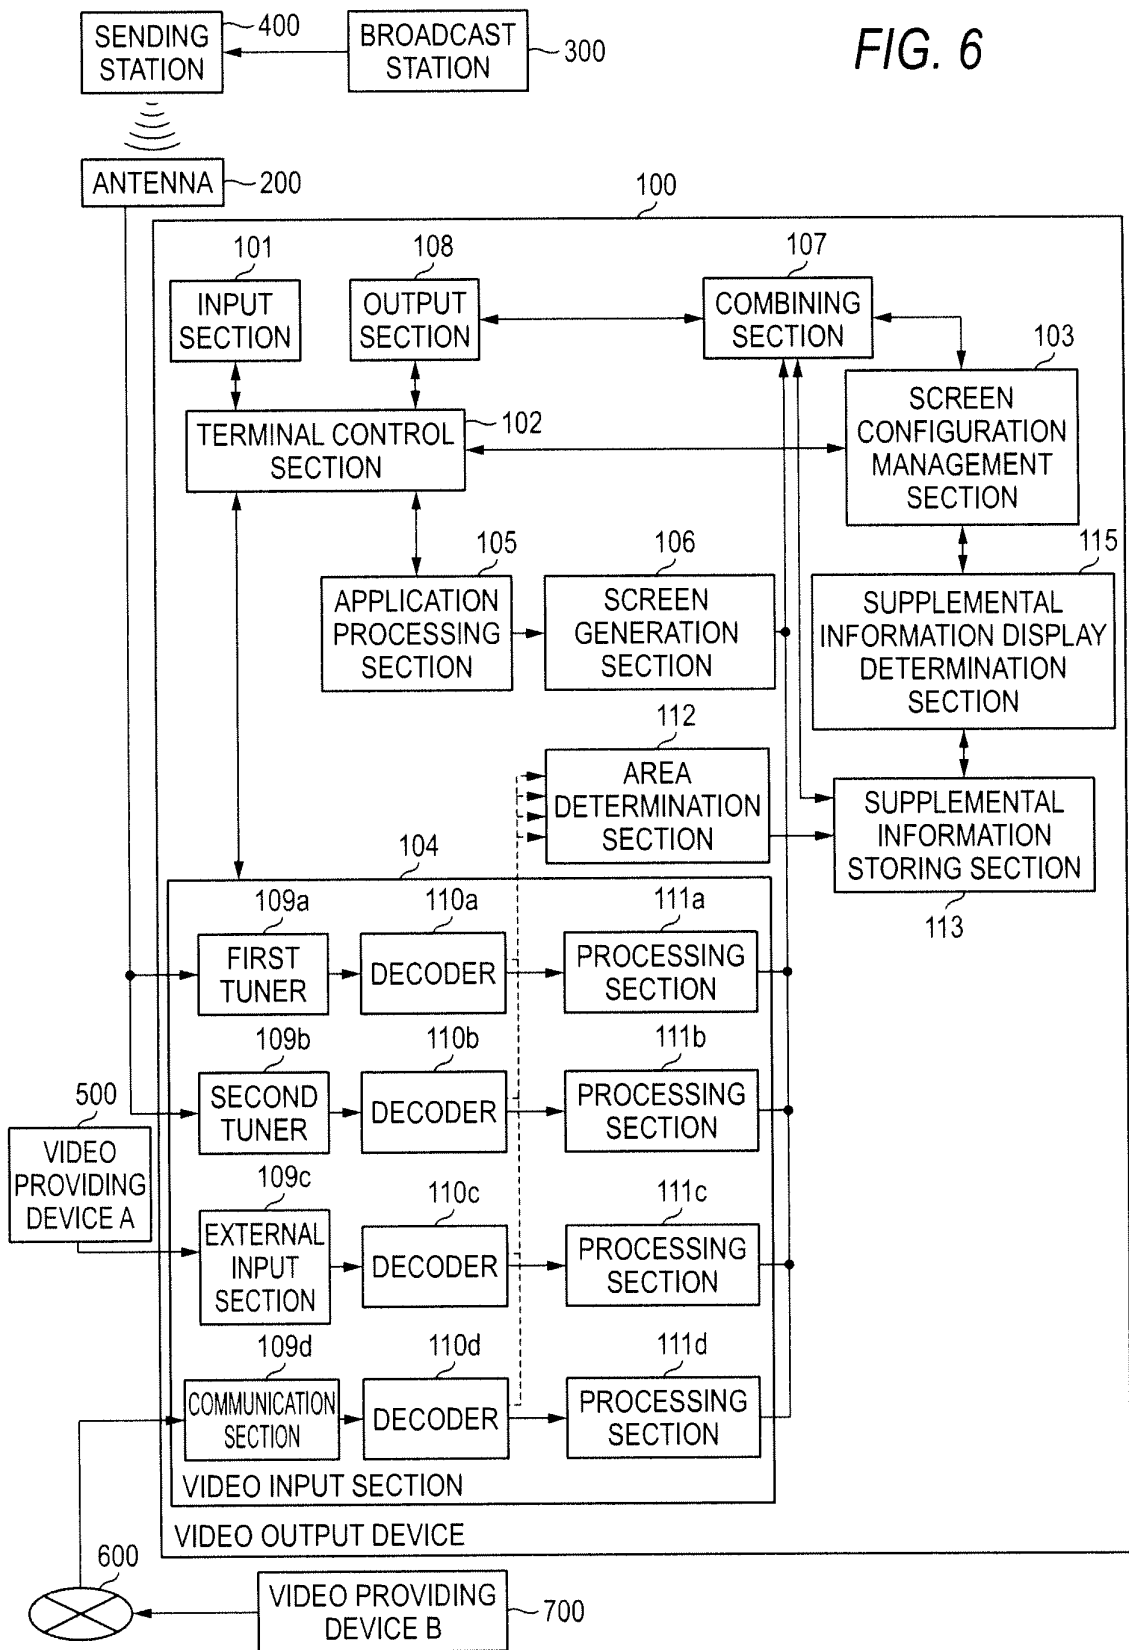 400
SENDING
STATION
BROADCAST
STATION
300
FIG. 6
ANTENNA
200
100
101
INPUT
SECTION
108
OUTPUT
SECTION
107
COMBINING
SECTION
103
SCREEN
CONFIGURATION
MANAGEMENT
SECTION
TERMINAL CONTROL
SECTION
102
105
APPLICATION
PROCESSING
SECTION
106
SCREEN
GENERATION
SECTION
115
SUPPLEMENTAL
INFORMATION DISPLAY
DETERMINATION
SECTION
112
AREA
DETERMINATION
SECTION
SUPPLEMENTAL
INFORMATION
STORING SECTION
113
104
109a
FIRST
TUNER
110a
DECODER
111a
PROCESSING
SECTION
109b
SECOND
TUNER
110b
DECODER
111b
PROCESSING
SECTION
500
VIDEO
PROVIDING
DEVICE A
109c
EXTERNAL
INPUT
SECTION
110c
DECODER
111c
PROCESSING
SECTION
109d
COMMUNICATION
SECTION
110d
DECODER
111d
PROCESSING
SECTION
VIDEO INPUT SECTION
VIDEO OUTPUT DEVICE
600
VIDEO PROVIDING
DEVICE B
700